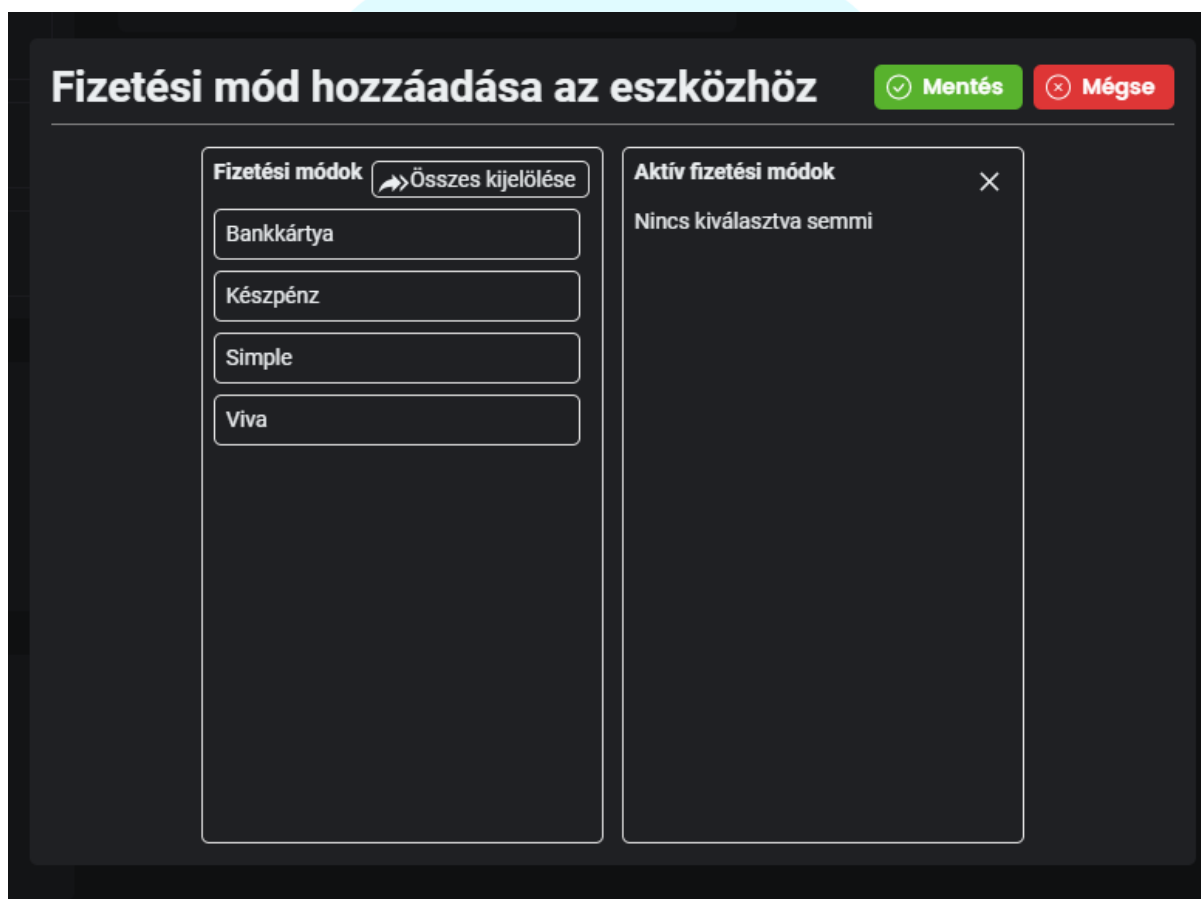 Fizetési mód hozzáadása az eszközhöz
Mentés
Mégse
Fizetési módok
Összes kijelölése
Bankkártya
Készpénz
Simple
Viva
Aktív fizetési módok
Nincs kiválasztva semmi